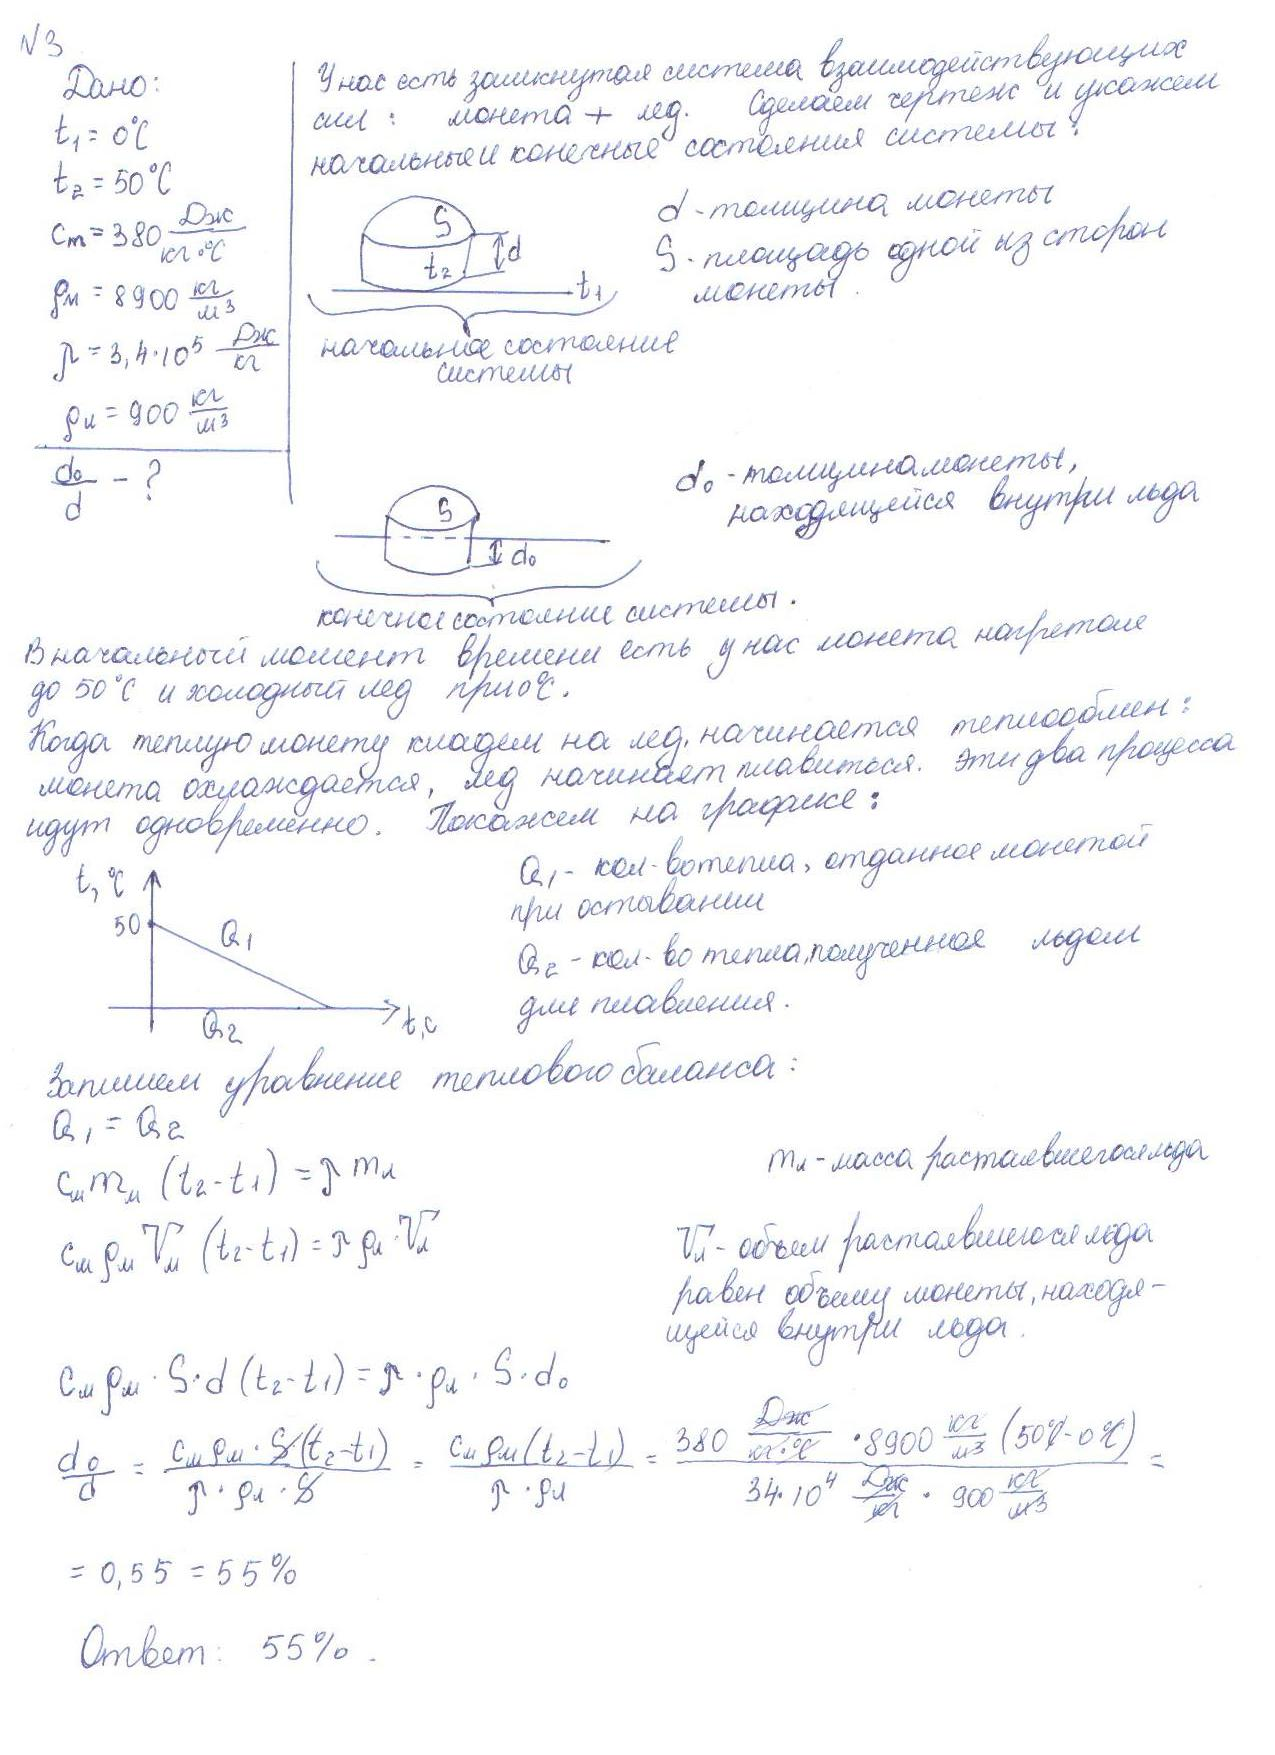 №3
Дано:
t₁ = 0°C
t₂ = 50°C
Cm = 380 Дж/кг·°C
ρм = 8900 кг/м³
λ = 3,4·10⁵ Дж/кг
ρл = 900 кг/м³
d₀/d - ?
У нас есть замкнутая система взаимодействующих
сил : монета + лед. Сделаем чертеж и укажем
начальные и конечные состояния системы:
S
t₂
d
t₁
d - толщина монеты
S - площадь одной из сторон
монеты.
начальное состояние
системы
S
d₀
d₀ - толщина монеты,
находящейся внутри льда
конечное состояние системы.
В начальный момент времени есть у нас монета нагретая
до 50°C и холодный лед при 0°C.
Когда теплую монету кладем на лед, начинается теплообмен:
монета охлаждается, лед начинает плавиться. Эти два процесса
идут одновременно. Покажем на графике:
t, °C
50
Q₁
Q₂
t, c
Q₁ - кол-во тепла, отданное монетой
при остывании
Q₂ - кол-во тепла, полученное льдом
для плавления.
Запишем уравнение теплового баланса:
Q₁ = Q₂
cм mм (t₂ - t₁) = λ mл
mл - масса растаявшегося льда
cм ρм Vм (t₂ - t₁) = λ ρл · Vл
Vл - объем растаявшегося льда
равен объему монеты, находя-
щейся внутри льда.
cм ρм · S · d (t₂ - t₁) = λ · ρл · S · d₀
d₀/d = cм ρм · S (t₂ - t₁)/λ · ρл · S = cм ρм (t₂ - t₁)/λ · ρл = 380 Дж/кг·°C · 8900 кг/м³ (50°C - 0°C)/34·10⁴ Дж/кг · 900 кг/м³ =
= 0,55 = 55%
Ответ: 55%.